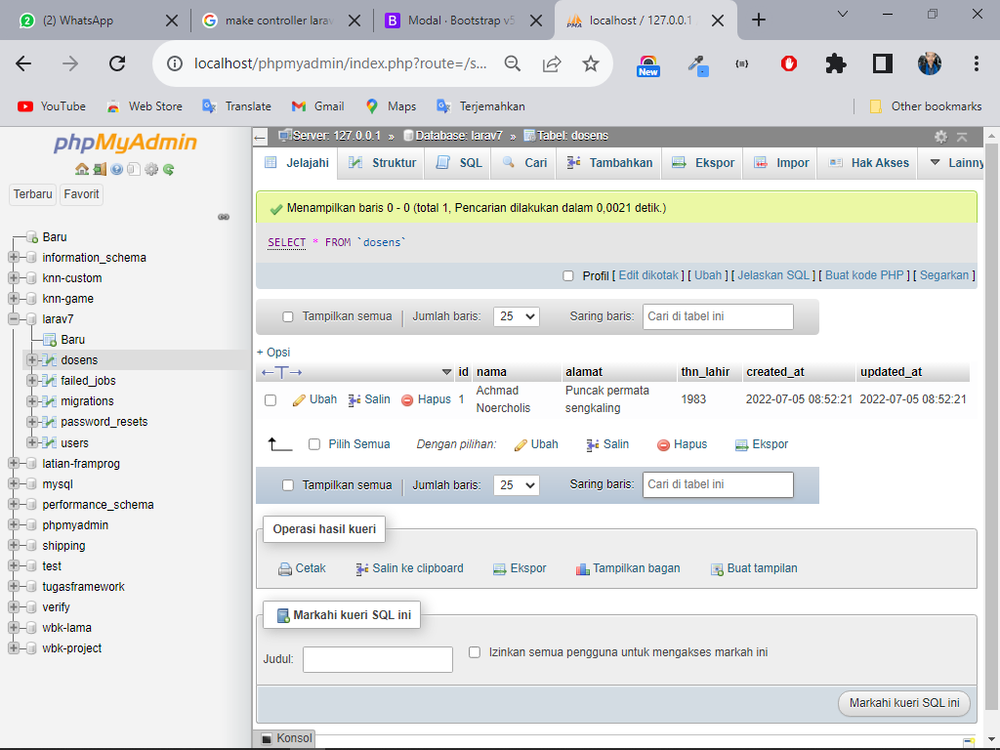 (2) WhatsApp
make controller larav
Modal · Bootstrap v5
localhost / 127.0.0.1
localhost/phpmyadmin/index.php?route=/s...
New
YouTube
Web Store
Translate
Gmail
Maps
Terjemahkan
Other bookmarks
phpMyAdmin
Terbaru
Favorit
Baru
information_schema
knn-custom
knn-game
larav7
Baru
dosens
failed_jobs
migrations
password_resets
users
latian-framprog
mysql
performance_schema
phpmyadmin
shipping
test
tugasframework
verify
wbk-lama
wbk-project
Server: 127.0.0.1 » Database: larav7 » Tabel: dosens
Jelajahi Struktur SQL Cari Tambahkan Ekspor Impor Hak Akses Lainny
Menampilkan baris 0 - 0 (total 1, Pencarian dilakukan dalam 0,0021 detik.)
SELECT * FROM `dosens`
Profil [ Edit dikotak ] [ Ubah ] [ Jelaskan SQL ] [ Buat kode PHP ] [ Segarkan ]
Tampilkan semua | Jumlah baris: 25 Saring baris: Cari di tabel ini
+ Opsi
←T→ id nama alamat thn_lahir created_at updated_at
Ubah Salin Hapus 1 Achmad Noercholis Puncak permata sengkaling 1983 2022-07-05 08:52:21 2022-07-05 08:52:21
Pilih Semua Dengan pilihan: Ubah Salin Hapus Ekspor
Tampilkan semua | Jumlah baris: 25 Saring baris: Cari di tabel ini
Operasi hasil kueri
Cetak Salin ke clipboard Ekspor Tampilkan bagan Buat tampilan
Markahi kueri SQL ini
Judul: Izinkan semua pengguna untuk mengakses markah ini
Markahi kueri SQL ini
Konsol